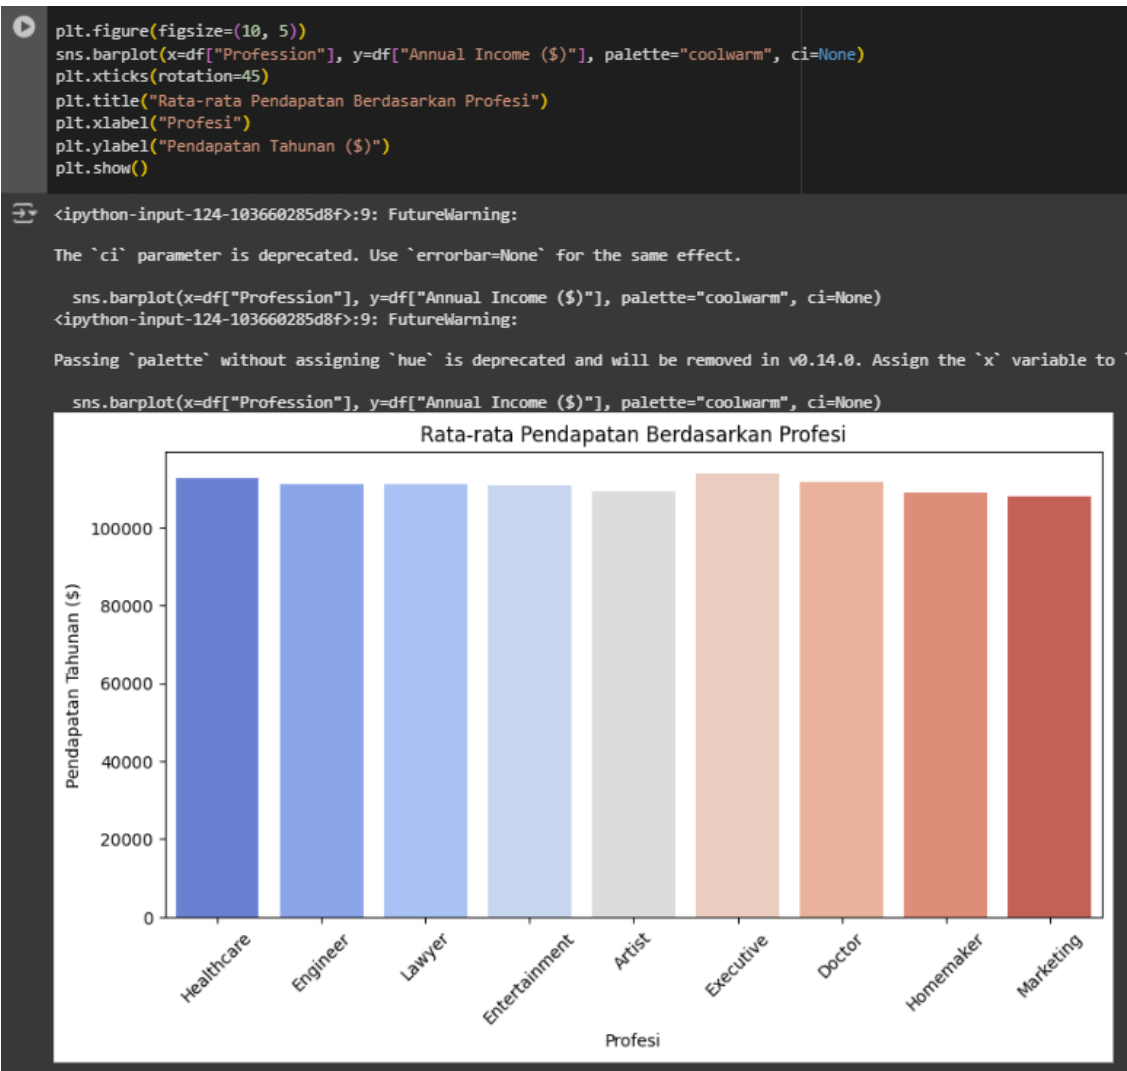 plt.figure(figsize=(10, 5))
sns.barplot(x=df["Profession"], y=df["Annual Income ($)"], palette="coolwarm", ci=None)
plt.xticks(rotation=45)
plt.title("Rata-rata Pendapatan Berdasarkan Profesi")
plt.xlabel("Profesi")
plt.ylabel("Pendapatan Tahunan ($)")
plt.show()
<ipython-input-124-103660285d8f>:9: FutureWarning:
The `ci` parameter is deprecated. Use `errorbar=None` for the same effect.
sns.barplot(x=df["Profession"], y=df["Annual Income ($)"], palette="coolwarm", ci=None)
<ipython-input-124-103660285d8f>:9: FutureWarning:
Passing `palette` without assigning `hue` is deprecated and will be removed in v0.14.0. Assign the `x` variable to `
sns.barplot(x=df["Profession"], y=df["Annual Income ($)"], palette="coolwarm", ci=None)
Rata-rata Pendapatan Berdasarkan Profesi
Pendapatan Tahunan ($)
100000
80000
60000
40000
20000
0
Healthcare
Engineer
Lawyer
Entertainment
Artist
Executive
Doctor
Homemaker
Marketing
Profesi